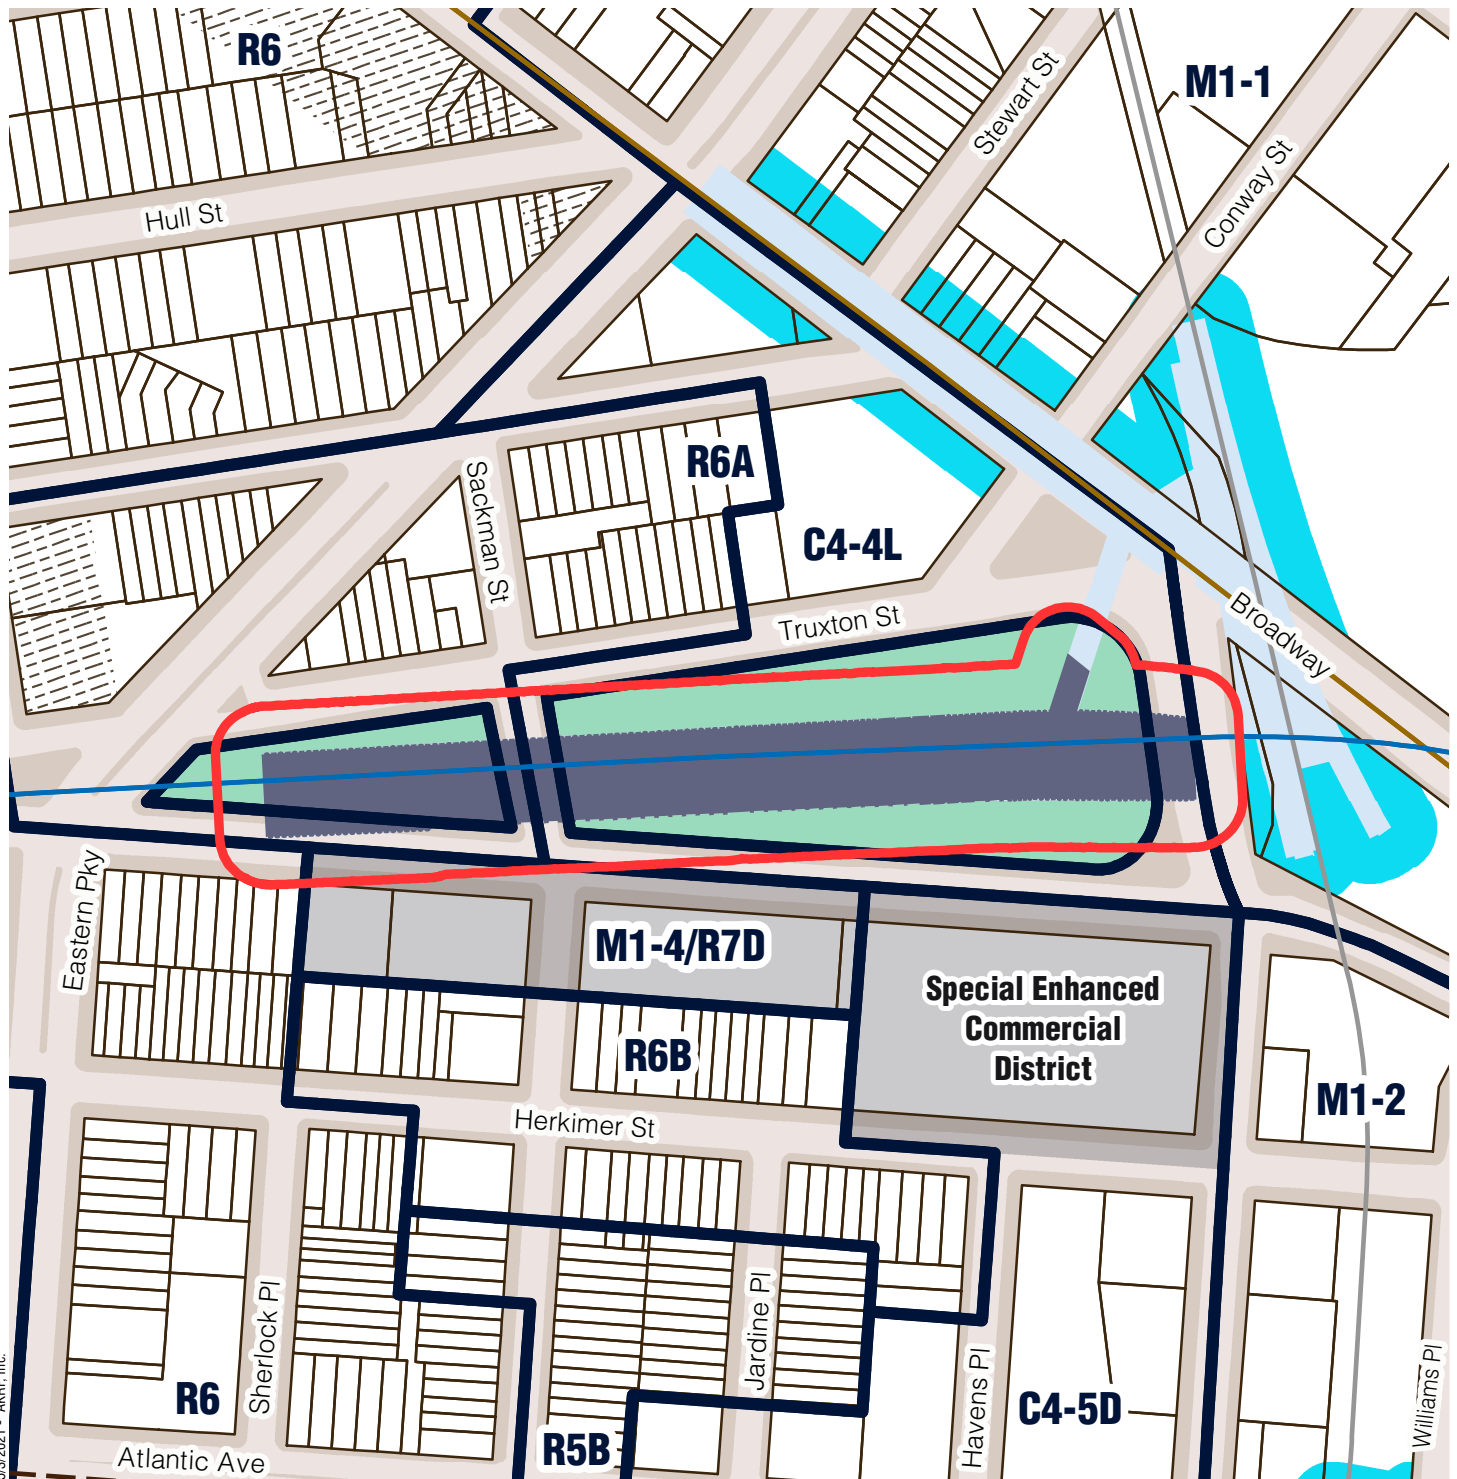 R6
M1-1
Stewart St
Conway St
Hull St
R6A
Sackman St
C4-4L
Truxton St
Broadway
Eastern Pky
M1-4/R7D
Special Enhanced
Commercial
District
R6B
M1-2
Herkimer St
Sherlock Pl
Jardine Pl
Havens Pl
Williams Pl
R6
C4-5D
R5B
Atlantic Ave